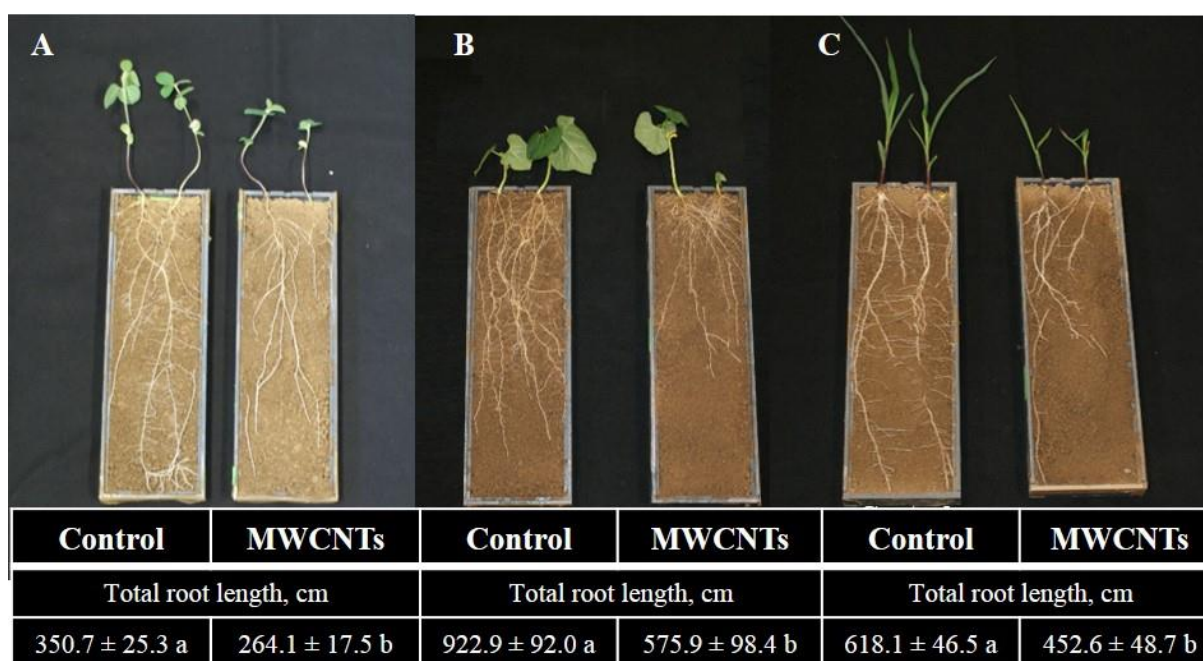 A B C
Control MWCNTs Control MWCNTs Control MWCNTs
Total root length, cm Total root length, cm Total root length, cm
350.7 ± 25.3 a 264.1 ± 17.5 b 922.9 ± 92.0 a 575.9 ± 98.4 b 618.1 ± 46.5 a 452.6 ± 48.7 b